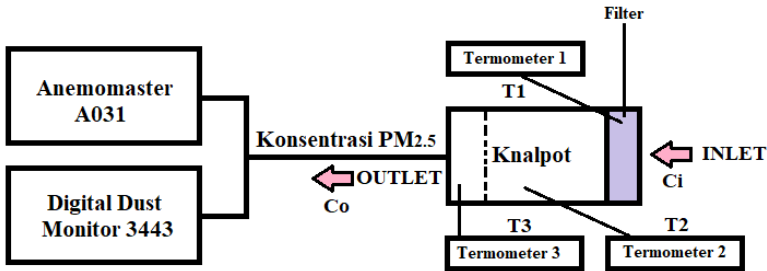 Filter
Termometer 1
T1
Anemomaster
A031
Konsentrasi PM2.5
Knalpot
INLET
Ci
OUTLET
Co
Digital Dust
Monitor 3443
T3
T2
Termometer 3
Termometer 2